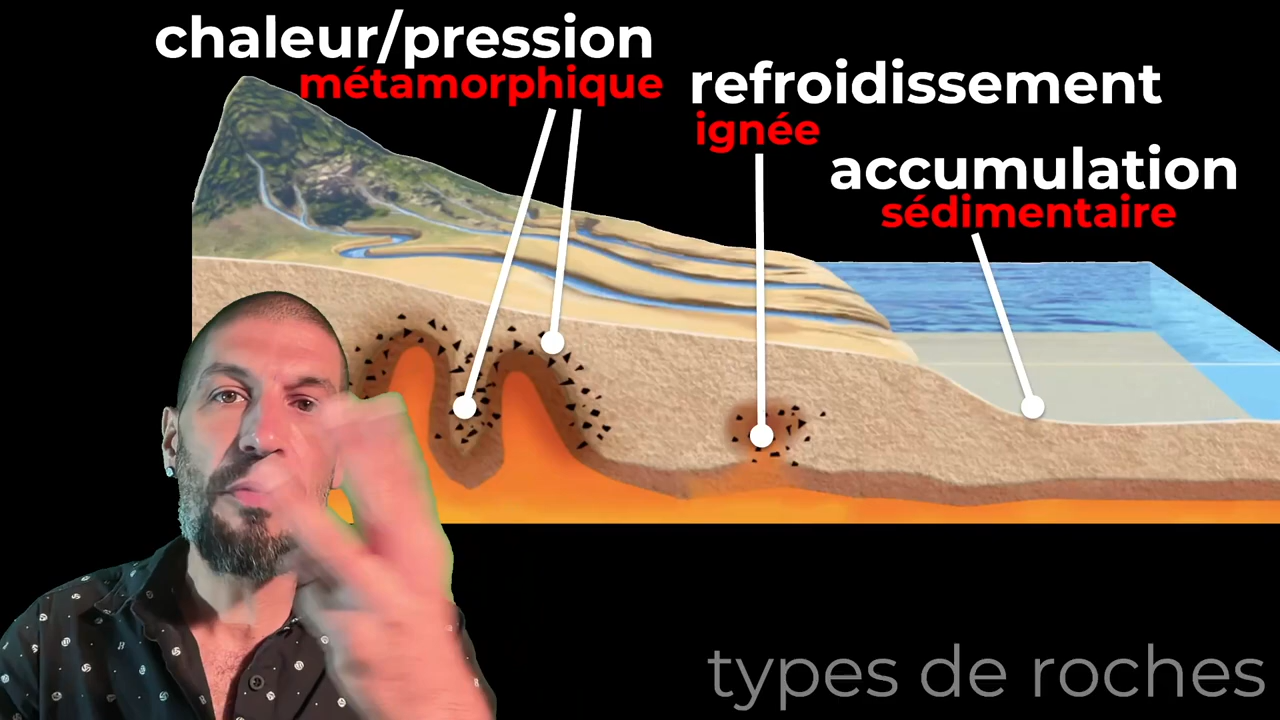 chaleur/pression
métamorphique
refroidissement
ignée
accumulation
sédimentaire
types de roches